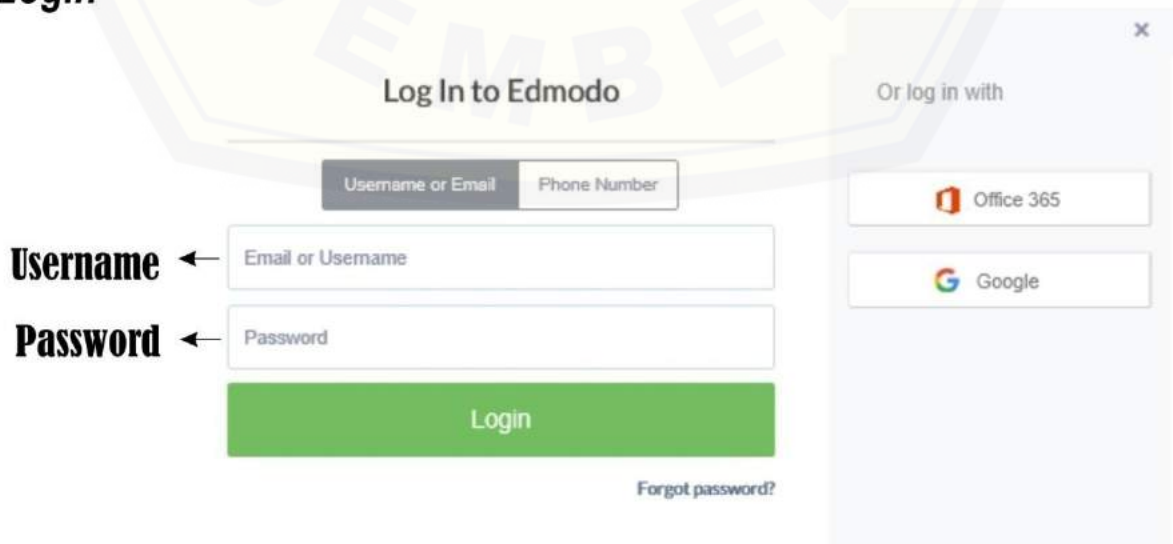 Login
Log In to Edmodo
Or log in with
Username or Email
Phone Number
Office 365
Username
Email or Username
Google
Password
Password
Login
Forgot password?